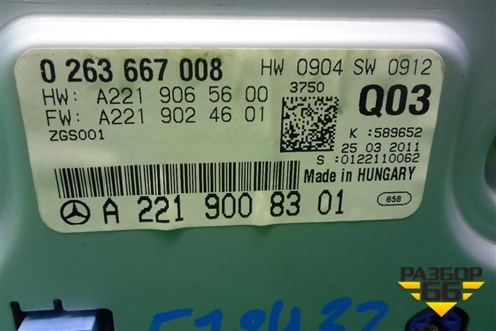 0 263 667 008 HW 0904 SW 0912
HW: A221 906 56 00 3750 Q03
FW: A221 902 46 01 K :589652
ZGS001 25 03 2011
S :0122110062
Made in HUNGARY
A 221 900 83 01 658
РАЗБОР
66